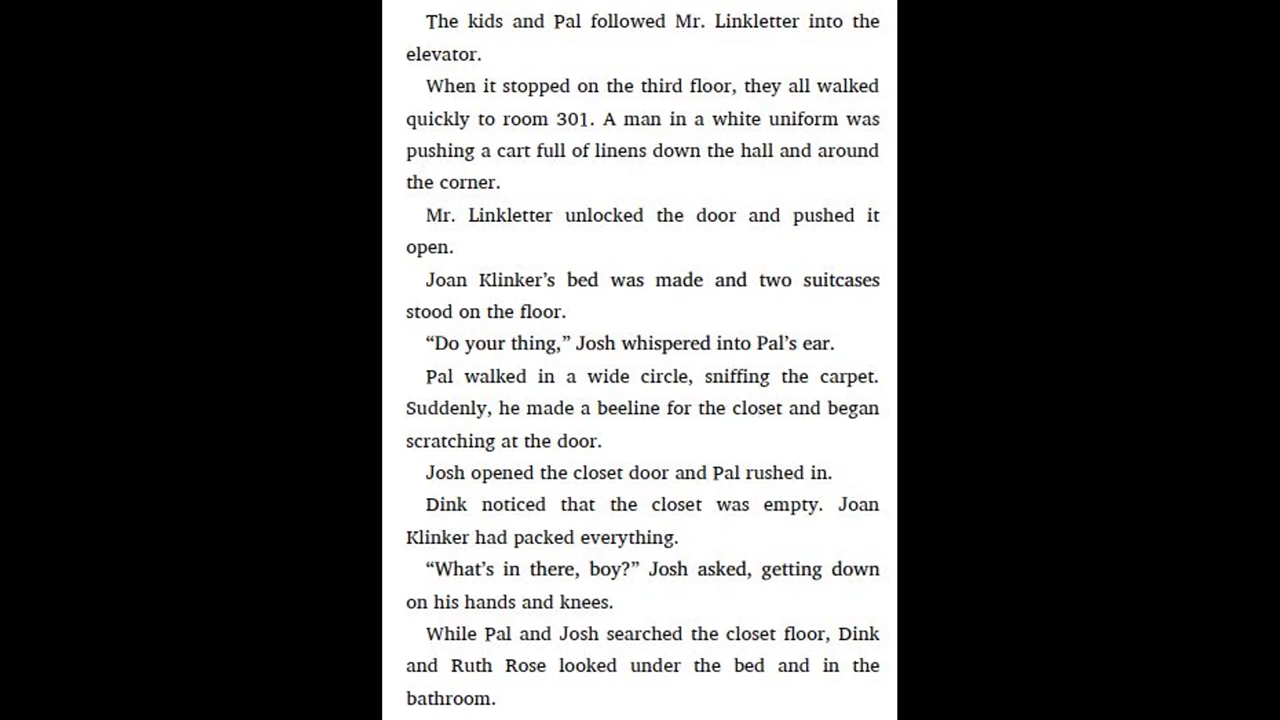 The kids and Pal followed Mr. Linkletter into the
elevator.
When it stopped on the third floor, they all walked
quickly to room 301. A man in a white uniform was
pushing a cart full of linens down the hall and around
the corner.
Mr. Linkletter unlocked the door and pushed it
open.
Joan Klinker’s bed was made and two suitcases
stood on the floor.
“Do your thing,” Josh whispered into Pal’s ear.
Pal walked in a wide circle, sniffing the carpet.
Suddenly, he made a beeline for the closet and began
scratching at the door.
Josh opened the closet door and Pal rushed in.
Dink noticed that the closet was empty. Joan
Klinker had packed everything.
“What’s in there, boy?” Josh asked, getting down
on his hands and knees.
While Pal and Josh searched the closet floor, Dink
and Ruth Rose looked under the bed and in the
bathroom.